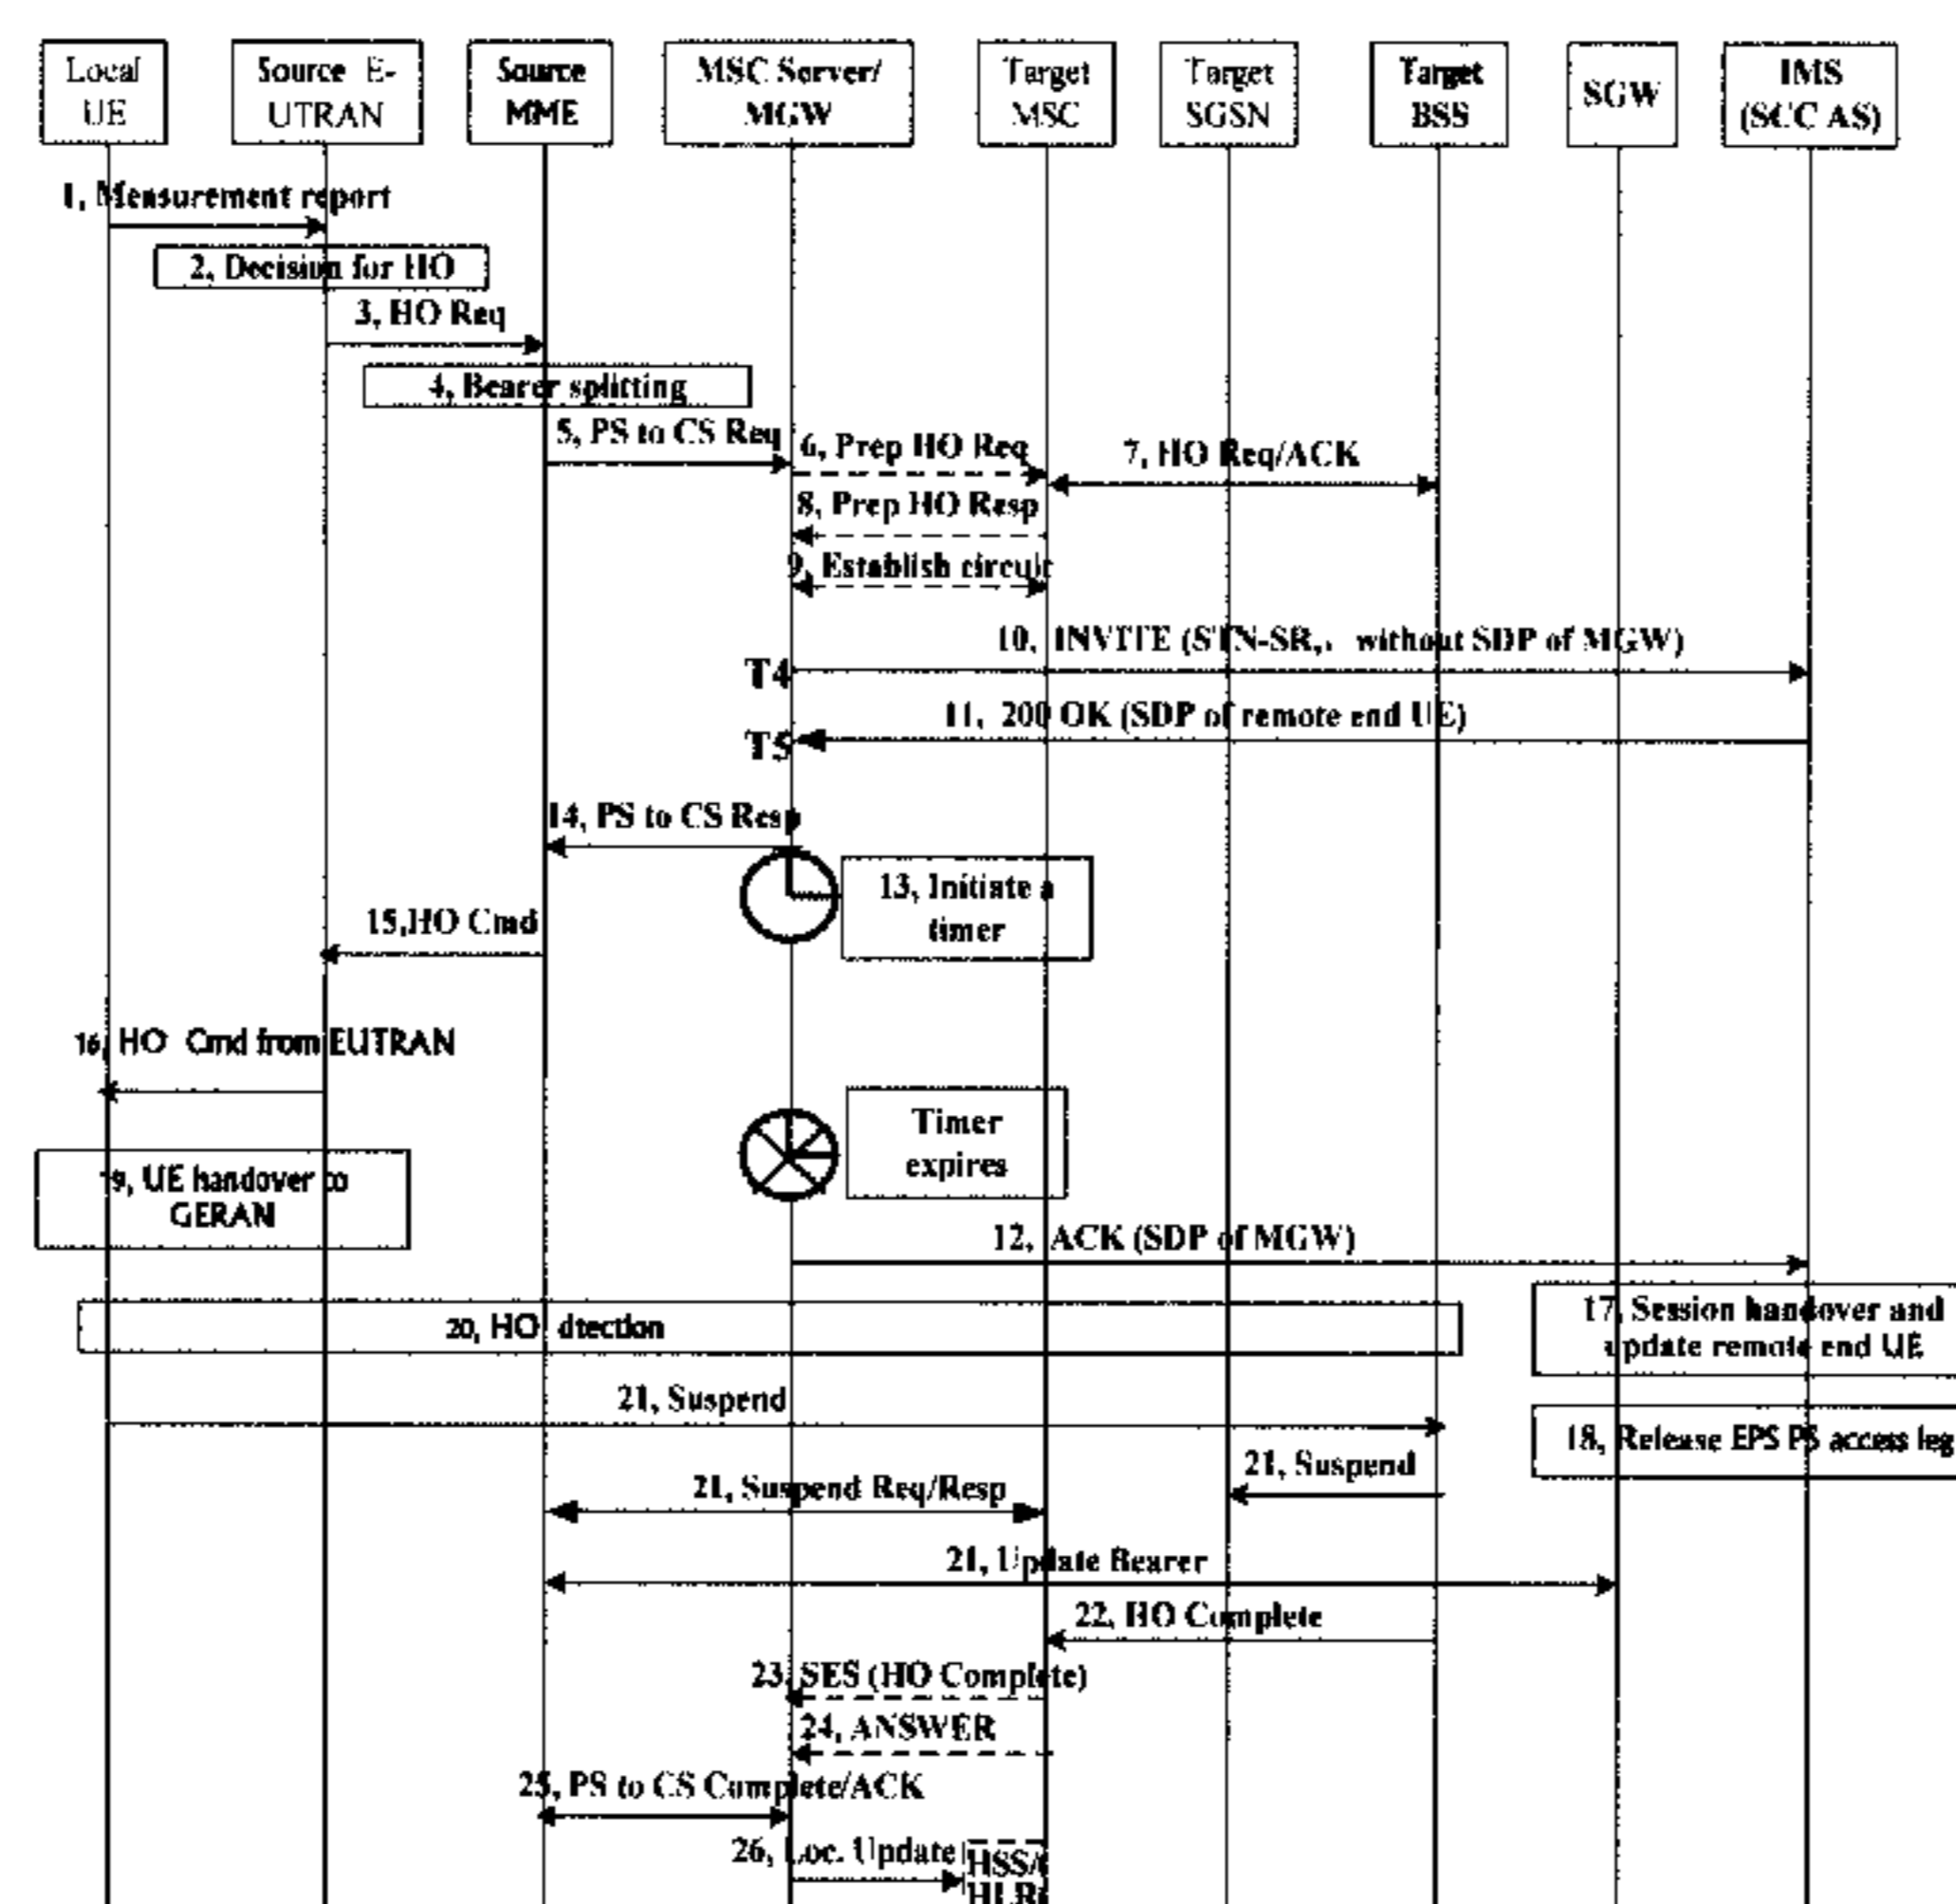 Local
UE
Source E-
UTRAN
Source
MME
MSC Server/
MGW
Target
MSC
Target
SGSN
Target
BSS
SGW
IMS
(SCC AS)
1, Measurement report
2, Decision for HO
3, HO Req
4, Bearer splitting
5, PS to CS Req
6, Prep HO Req
7, HO Req/ACK
8, Prep HO Resp
9, Establish circuit
10, INVITE (STN-SR,, without SDP of MGW)
T4
11, 200 OK (SDP of remote end UE)
T5
14, PS to CS Resp
13, Initiate a
timer
15,HO Cmd
16, HO Cmd from EUTRAN
Timer
expires
19, UE handover to
GERAN
12, ACK (SDP of MGW)
17, Session handover and
update remote end UE
20, HO dtection
21, Suspend
18, Release EPS PS access leg
21, Suspend
21, Suspend Req/Resp
21, Update Bearer
22, HO Complete
23, SES (HO Complete)
24, ANSWER
25, PS to CS Complete/ACK
26, Loc. Update
HSS/
HLR